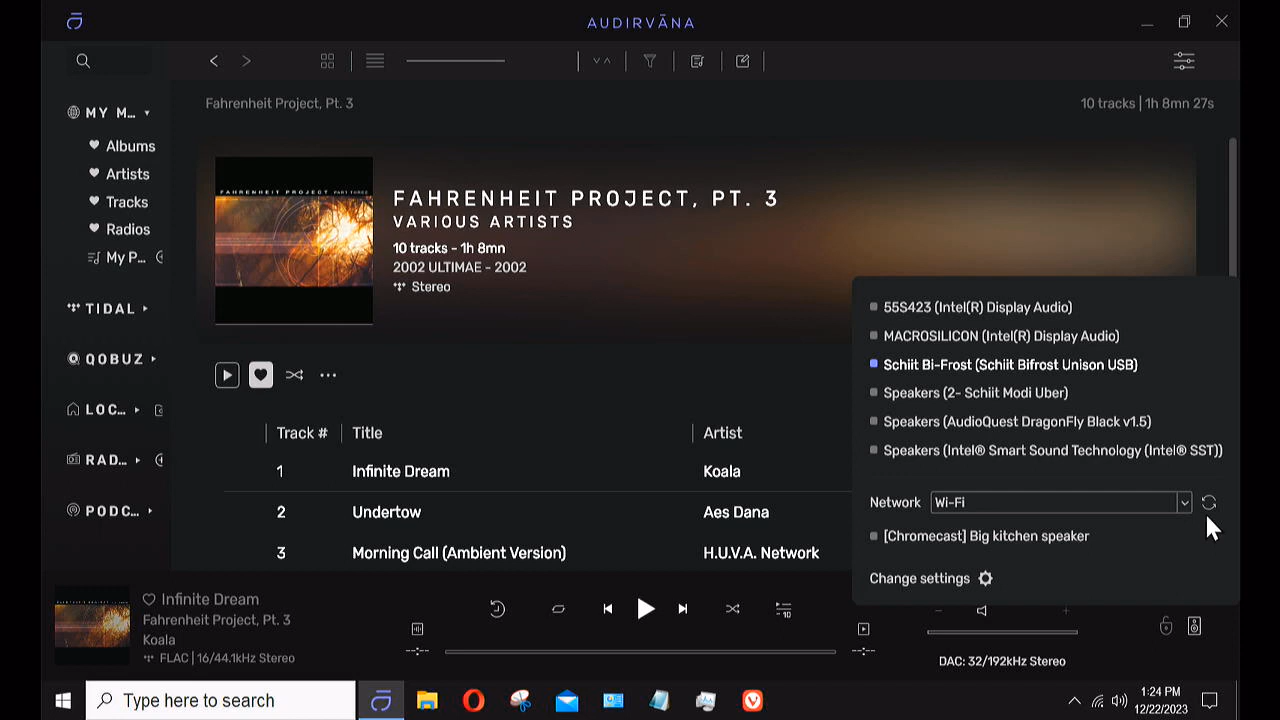 AUDIRVĀNA
Fahrenheit Project, Pt. 3
10 tracks | 1h 8mn 27s
MY M...
Albums
Artists
Tracks
Radios
My P...
TIDAL
QOBUZ
LOC...
RAD...
PODC...
FAHRENHEIT PROJECT PART THREE
FAHRENHEIT PROJECT, PT. 3
VARIOUS ARTISTS
10 tracks - 1h 8mn
2002 ULTIMAE - 2002
Stereo
Track # Title Artist
1 Infinite Dream Koala
2 Undertow Aes Dana
3 Morning Call (Ambient Version) H.U.V.A. Network
55S423 (Intel(R) Display Audio)
MACROSILICON (Intel(R) Display Audio)
Schiit Bi-Frost (Schiit Bifrost Unison USB)
Speakers (2- Schiit Modi Uber)
Speakers (AudioQuest DragonFly Black v1.5)
Speakers (Intel® Smart Sound Technology (Intel® SST))
Network Wi-Fi
[Chromecast] Big kitchen speaker
Change settings
Infinite Dream
Fahrenheit Project, Pt. 3
Koala
FLAC | 16/44.1kHz Stereo
10
DAC: 32/192kHz Stereo
Type here to search
1:24 PM
12/22/2023